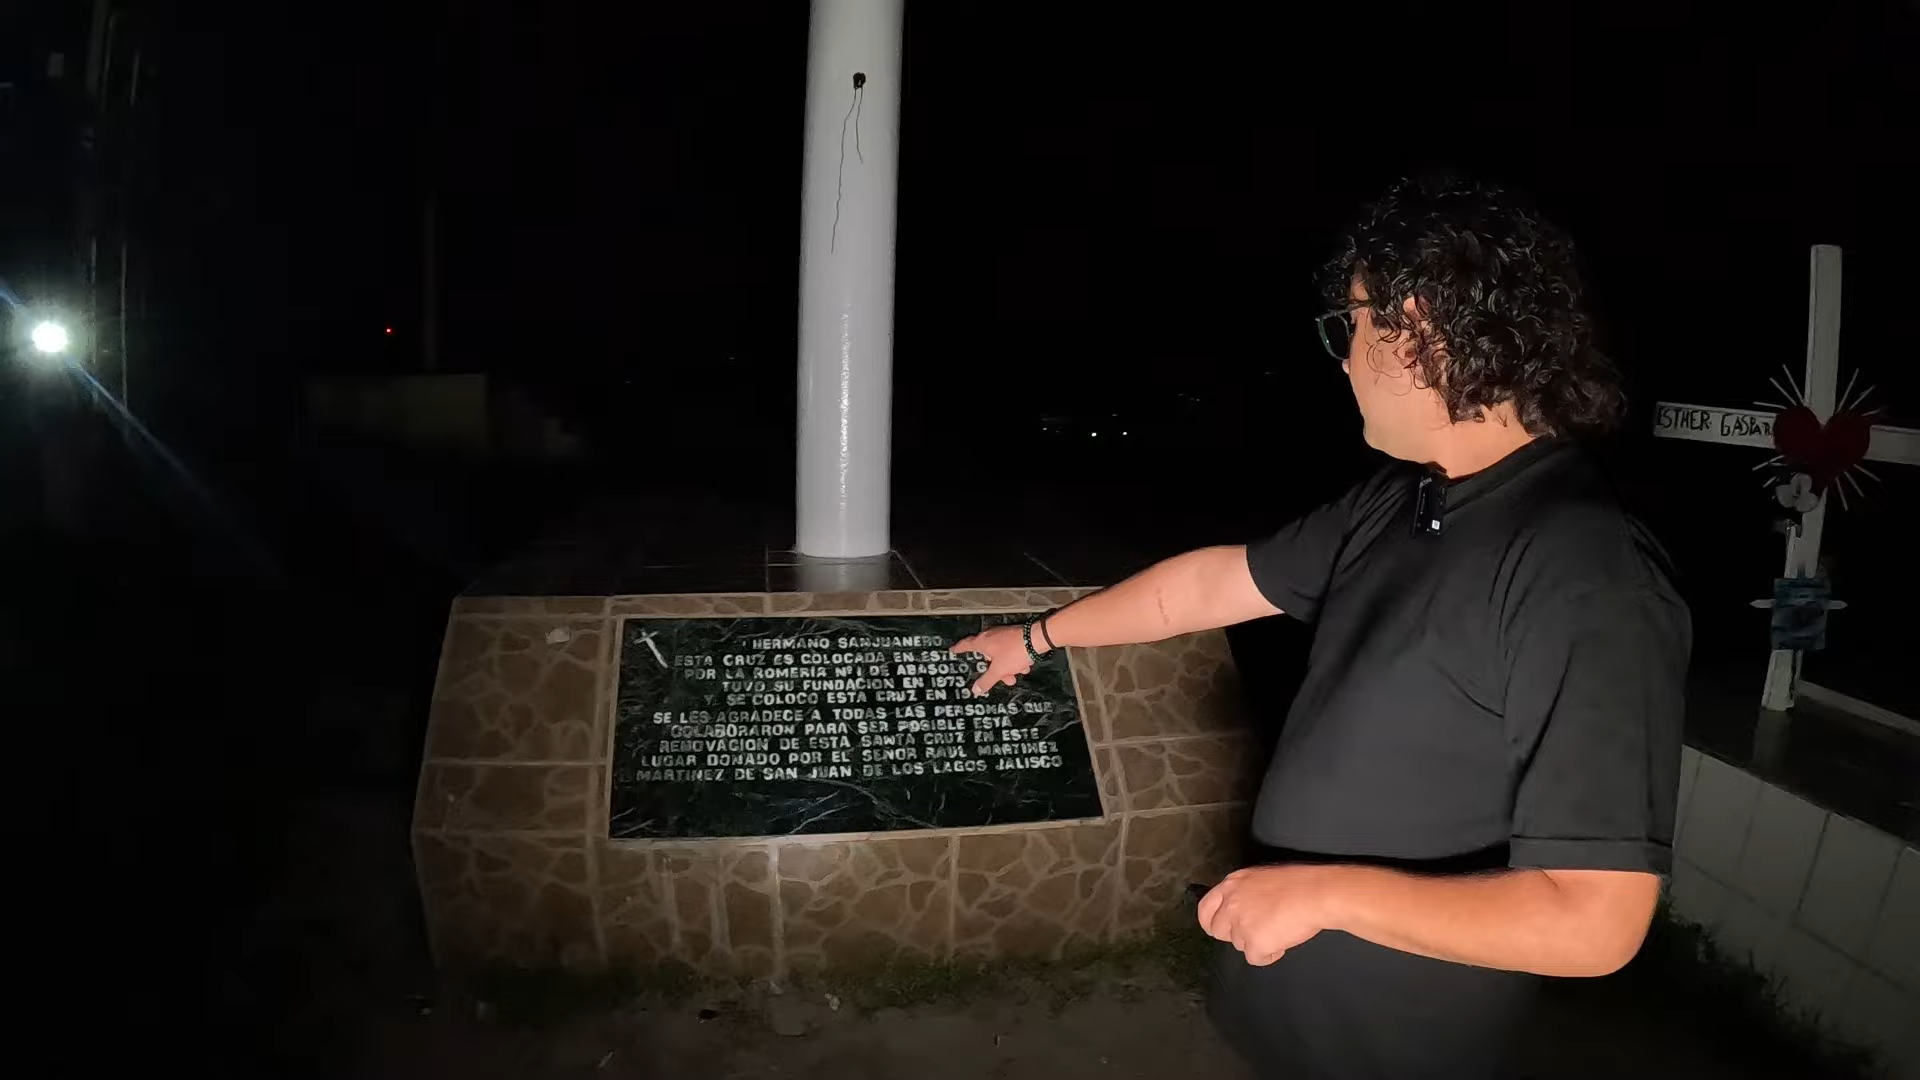 HERMANO SANJUANERO
ESTA CRUZ ES COLOCADA EN ESTE
POR LA ROMERIA Nº1 DE ABASOLO
TUVO SU FUNDACION EN 1973
Y SE COLOCO ESTA CRUZ EN
SE LES AGRADECE A TODAS LAS PERSONAS QUE
COLABORARON PARA SER POSIBLE ESTA
RENOVACION DE ESTA SANTA CRUZ EN ESTE
LUGAR DONADO POR EL SEÑOR RAUL MARTINEZ
MARTINEZ DE SAN JUAN DE LOS LAGOS JALISCO
ESTHER GASPAR